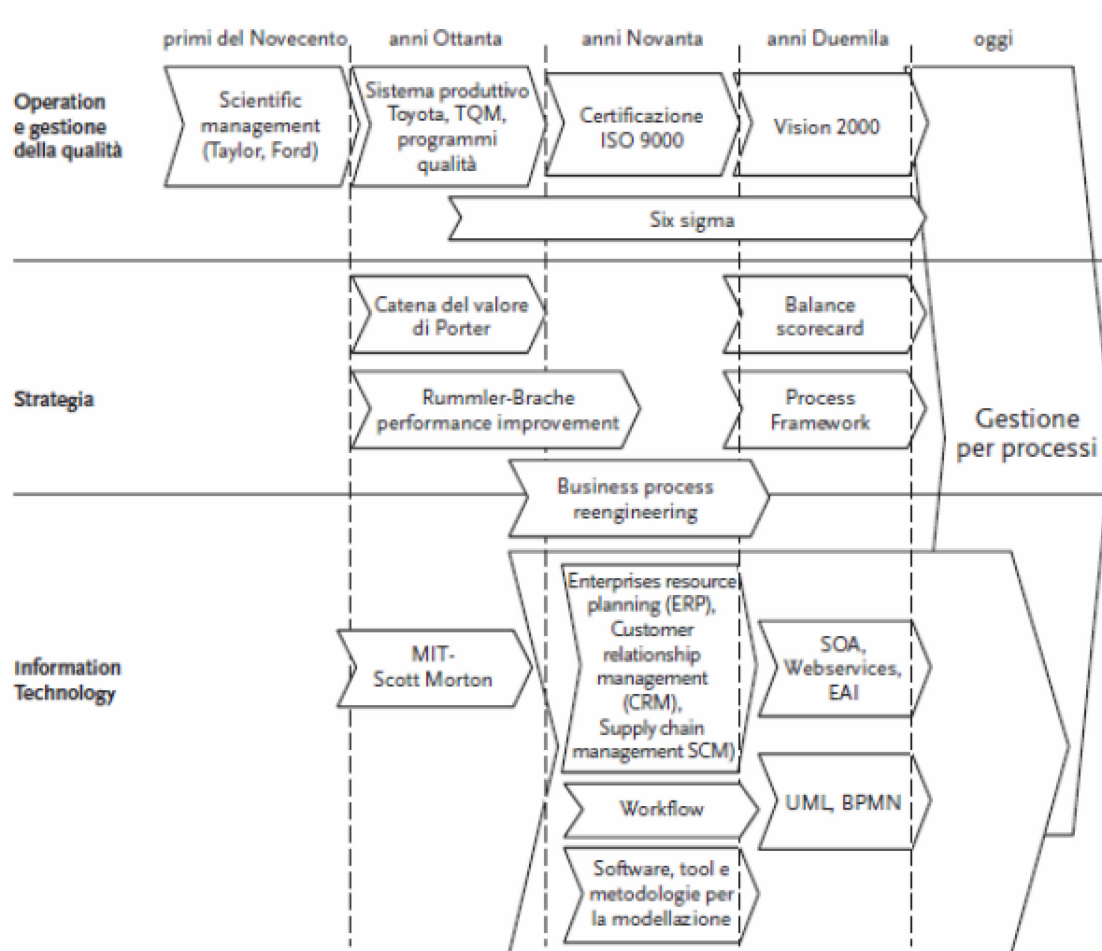 primi del Novecento
anni Ottanta
anni Novanta
anni Duemila
oggi
Operation
e gestione
della qualità
Scientific
management
(Taylor, Ford)
Sistema produttivo
Toyota, TQM,
programmi
qualità
Certificazione
ISO 9000
Vision 2000
Six sigma
Strategia
Catena del valore
di Porter
Balance
scorecard
Rummler-Brache
performance improvement
Process
Framework
Gestione
per processi
Business process
reengineering
Information
Technology
MIT-
Scott Morton
Enterprises resource
planning (ERP),
Customer
relationship
management
(CRM),
Supply chain
management SCM)
SOA,
Webservices,
EAI
Workflow
UML, BPMN
Software, tool e
metodologie per
la modellazione